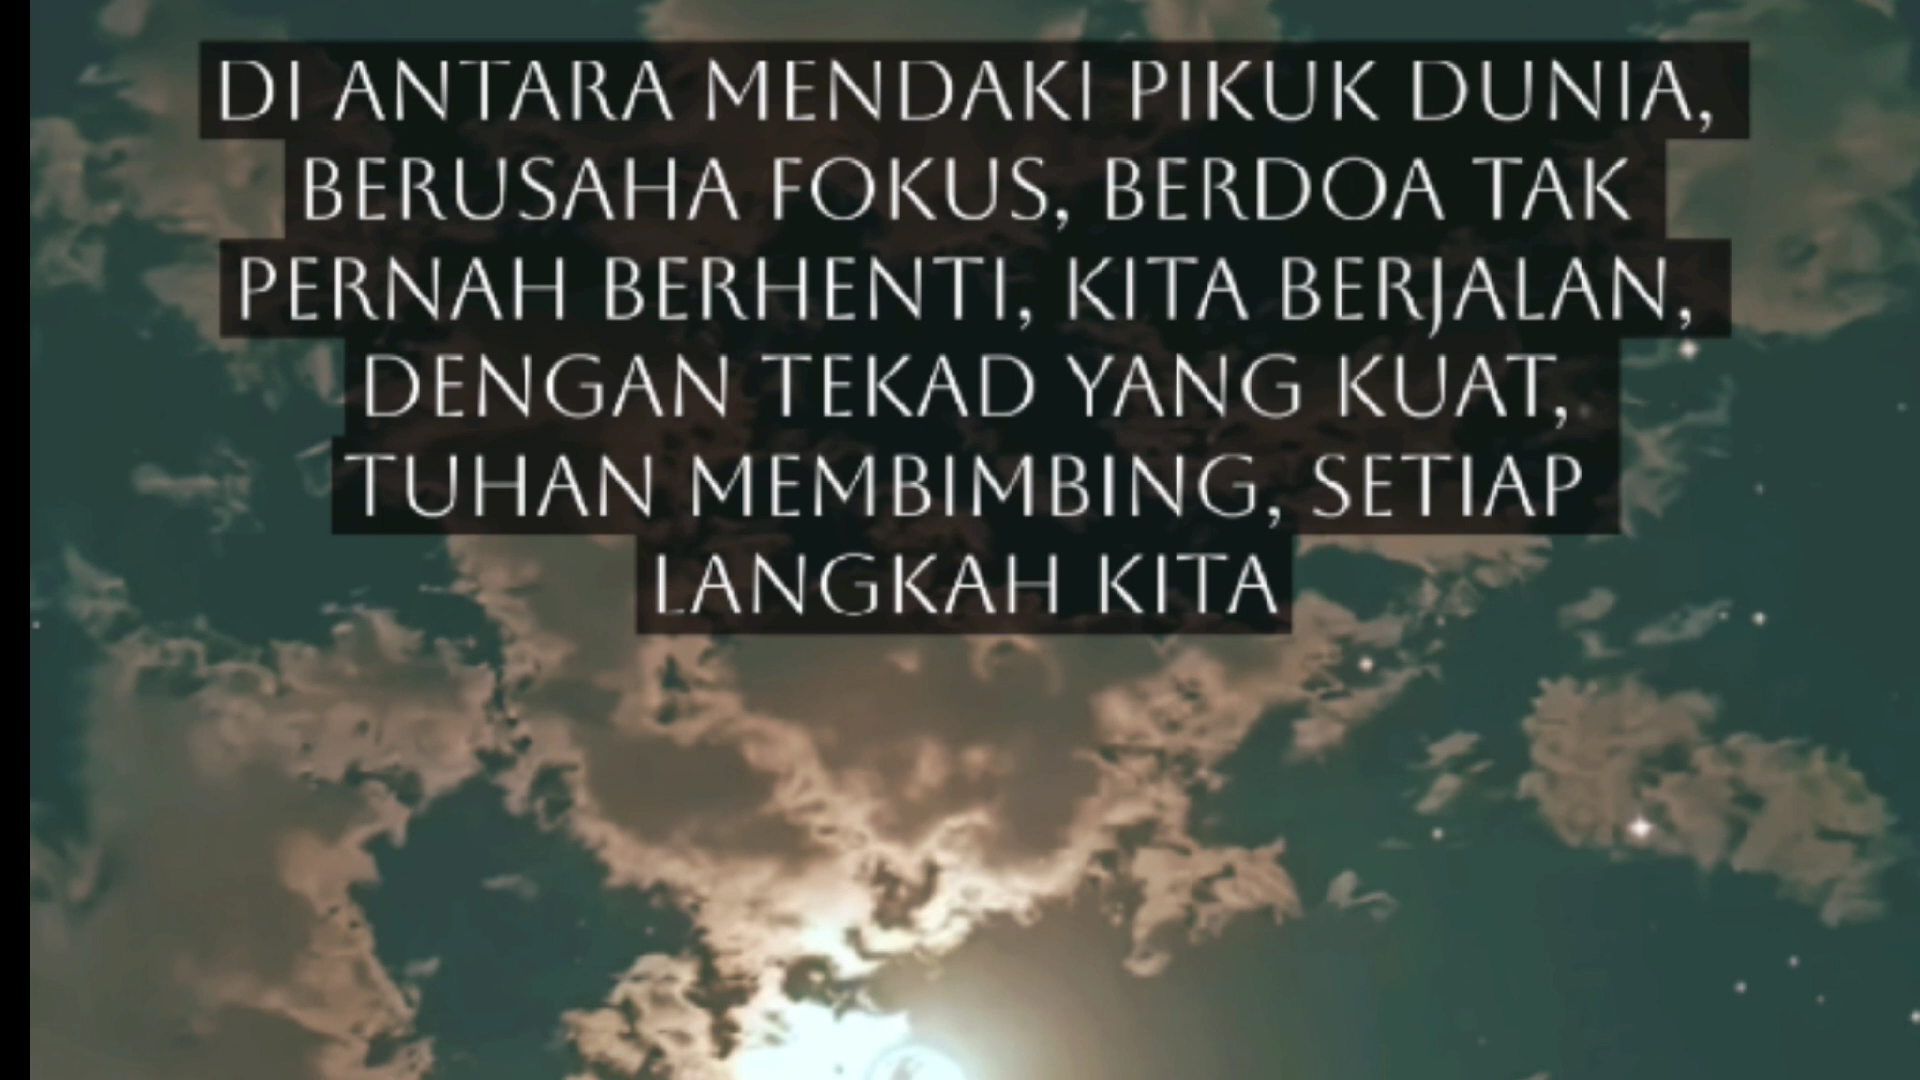 DI ANTARA MENDAKI PIKUK DUNIA,
BERUSAHA FOKUS, BERDOA TAK
PERNAH BERHENTI, KITA BERJALAN,
DENGAN TEKAD YANG KUAT,
TUHAN MEMBIMBING, SETIAP
LANGKAH KITA